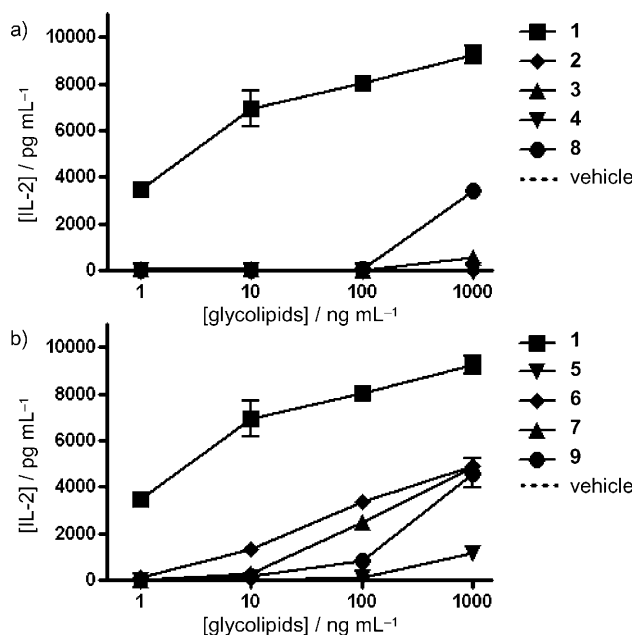 a)
10000
8000
6000
4000
2000
0
[IL-2] / pg mL⁻¹
1 10 100 1000
[glycolipids] / ng mL⁻¹
1
2
3
4
8
vehicle
b)
10000
8000
6000
4000
2000
0
[IL-2] / pg mL⁻¹
1 10 100 1000
[glycolipids] / ng mL⁻¹
1
5
6
7
9
vehicle